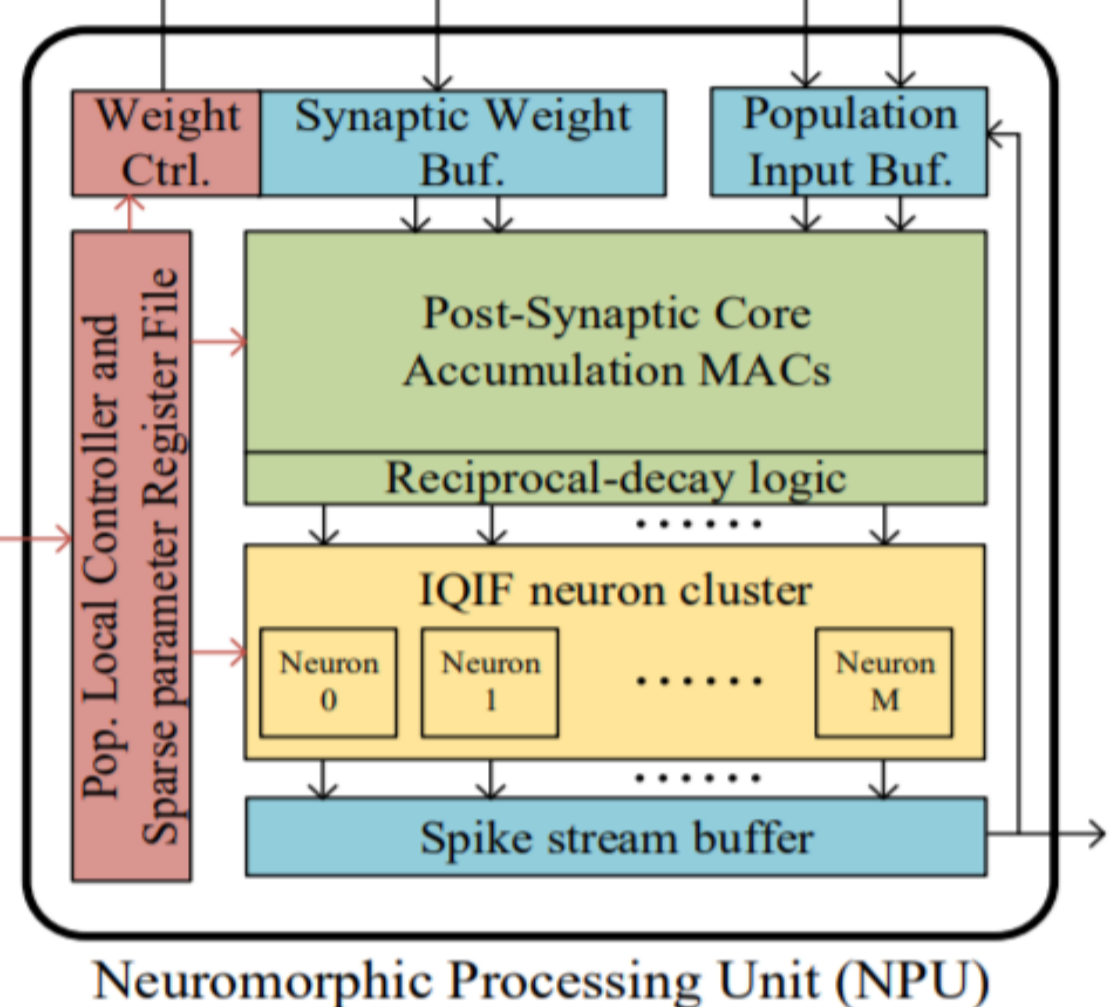 Weight
Ctrl.
Synaptic Weight
Buf.
Population
Input Buf.
Pop. Local Controller and
Sparse parameter Register File
Post-Synaptic Core
Accumulation MACs
Reciprocal-decay logic
IQIF neuron cluster
Neuron
0
Neuron
1
Neuron
M
Spike stream buffer
Neuromorphic Processing Unit (NPU)